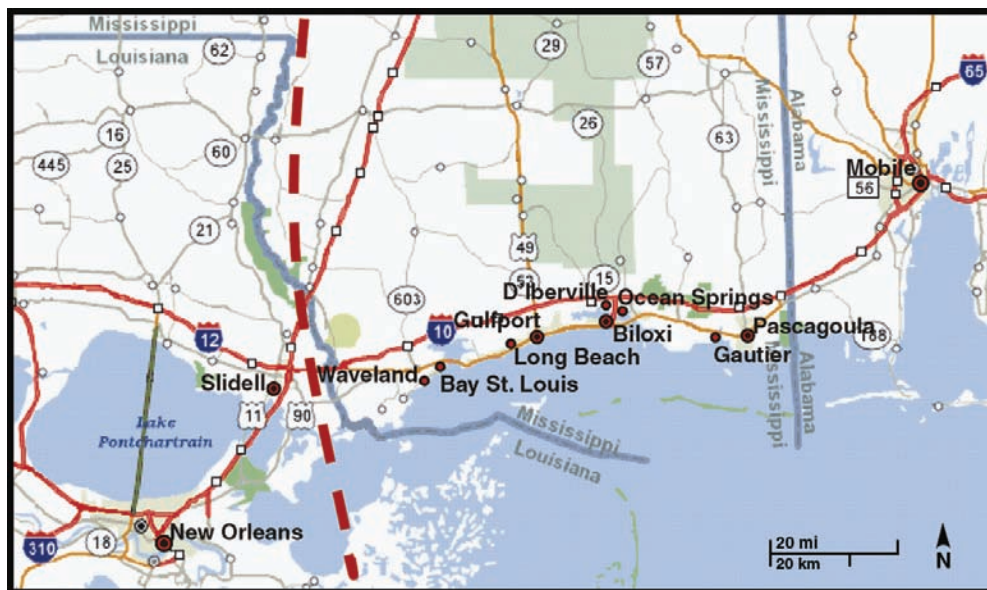 Mississippi
Louisiana
62
29
57
65
16
26
63
Mississippi
Alabama
Mobile
445
25
60
56
21
49
53
15
603
D'Iberville
Ocean Springs
12
10
Gulfport
Biloxi
Pascagoula
188
Long Beach
Gautier
Slidell
Waveland
Bay St. Louis
11
90
Mississippi
Alabama
Lake
Pontchartrain
Mississippi
Louisiana
New Orleans
18
310
20 mi
20 km
N